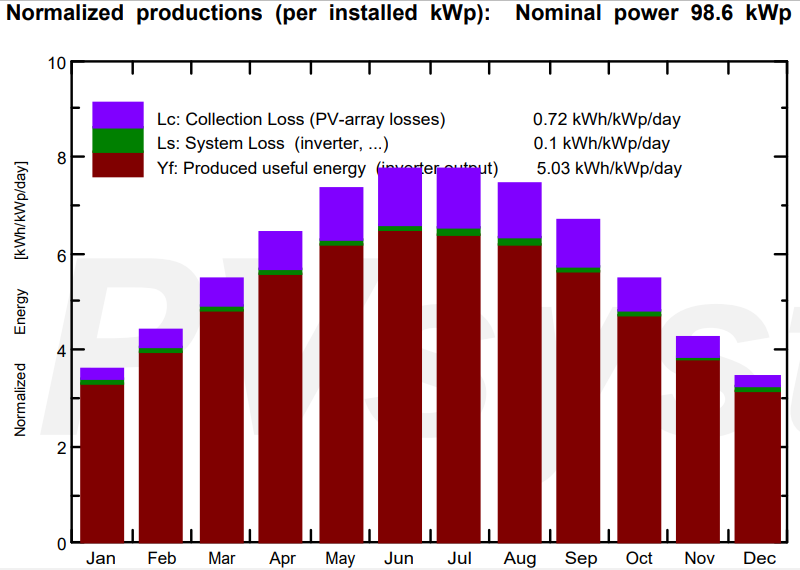 Normalized productions (per installed kWp): Nominal power 98.6 kWp
10
Lc: Collection Loss (PV-array losses) 0.72 kWh/kWp/day
Ls: System Loss (inverter, ...) 0.1 kWh/kWp/day
Yf: Produced useful energy (inverter output) 5.03 kWh/kWp/day
8
6
4
2
0
Normalized Energy [kWh/kWp/day]
Jan Feb Mar Apr May Jun Jul Aug Sep Oct Nov Dec
PVsyst